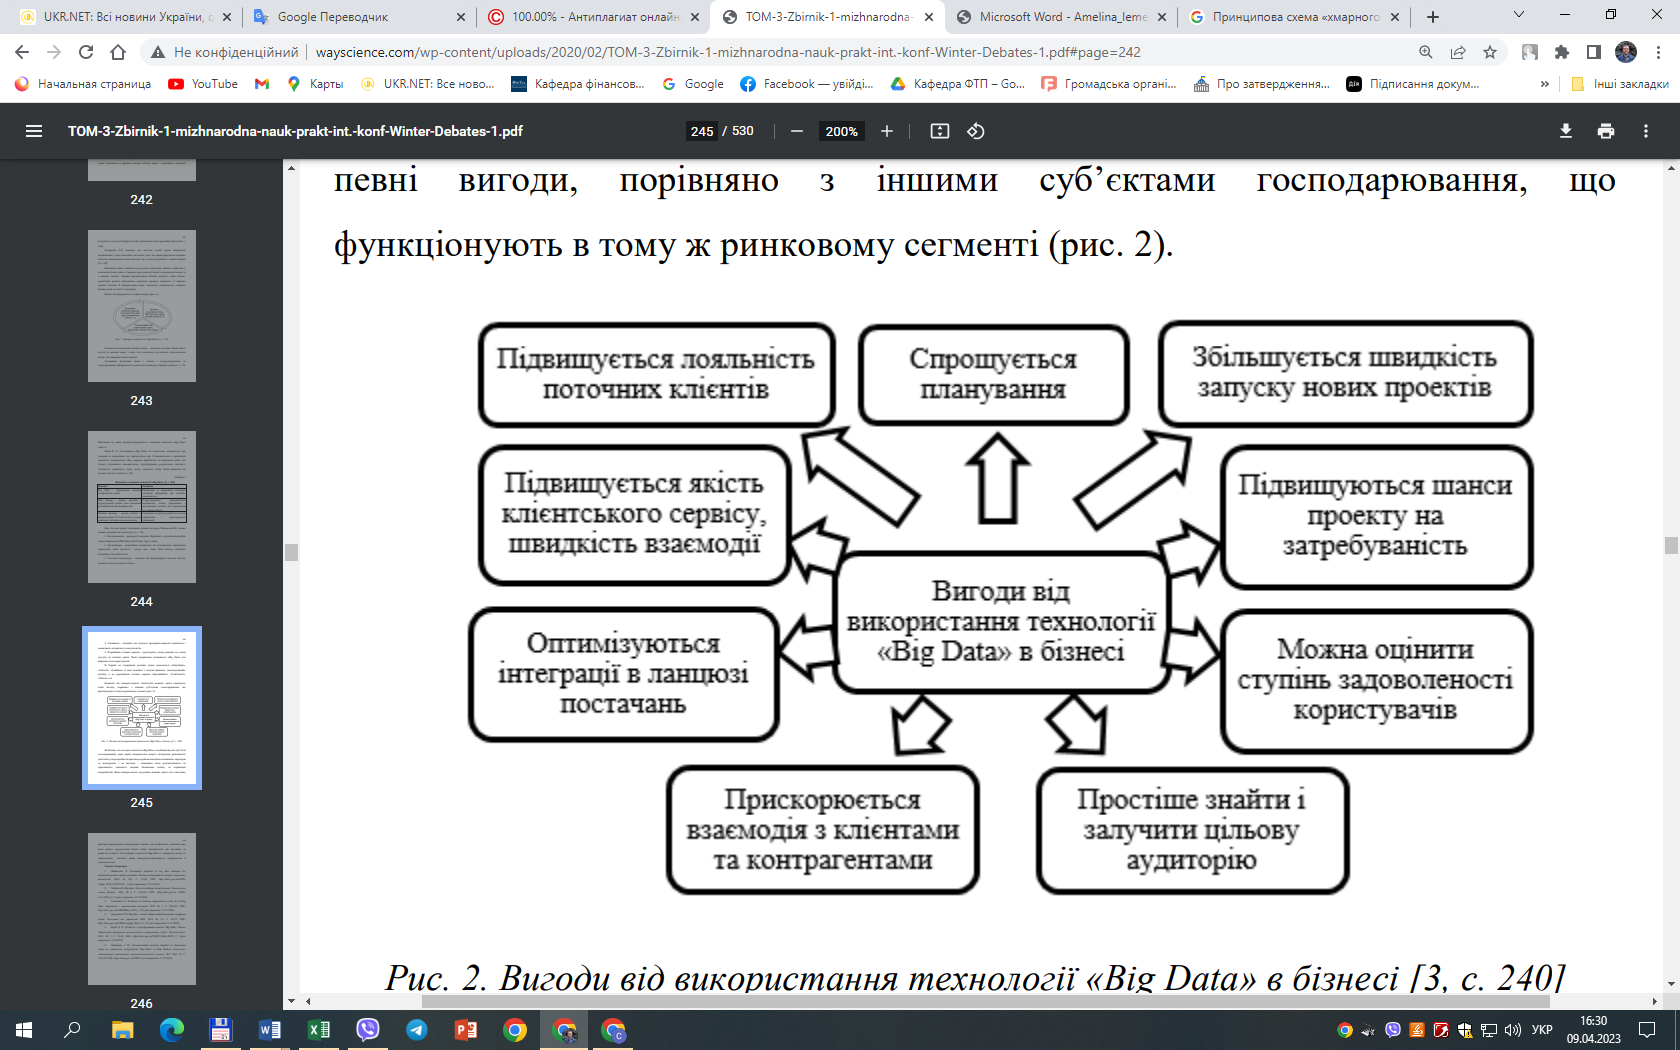 UKR.NET: Всі новини України, о
Google Переводчик
100.00% - Антиплагиат онлайн,
TOM-3-Zbirnik-1-mizhnarodna-
Microsoft Word - Amelina_leme
Принципова схема «хмарного
Не конфіденційний
wayscience.com/wp-content/uploads/2020/02/TOM-3-Zbirnik-1-mizhnarodna-nauk-prakt-int.-konf-Winter-Debates-1.pdf#page=242
Начальная страница
YouTube
Карты
UKR.NET: Все ново...
Кафедра фінансов...
Google
Facebook — увійді...
Кафедра ФТП – Go...
Громадська органі...
Про затвердження...
Підписання докум...
»
Інші закладки
TOM-3-Zbirnik-1-mizhnarodna-nauk-prakt-int.-konf-Winter-Debates-1.pdf
245 / 530
200%
242
243
244
245
246
певні вигоди, порівняно з іншими суб’єктами господарювання, що
функціонують в тому ж ринковому сегменті (рис. 2).
Підвищується лояльність
поточних клієнтів
Спрощується
планування
Збільшується швидкість
запуску нових проектів
Підвищується якість
клієнтського сервісу,
швидкість взаємодії
Підвищуються шанси
проекту на
затребуваність
Вигоди від
використання технології
«Big Data» в бізнесі
Оптимізуються
інтеграції в ланцюзі
постачань
Можна оцінити
ступінь задоволеності
користувачів
Прискорюється
взаємодія з клієнтами
та контрагентами
Простіше знайти і
залучити цільову
аудиторію
Рис. 2. Вигоди від використання технології «Big Data» в бізнесі [3, с. 240]
УКР
16:30
09.04.2023